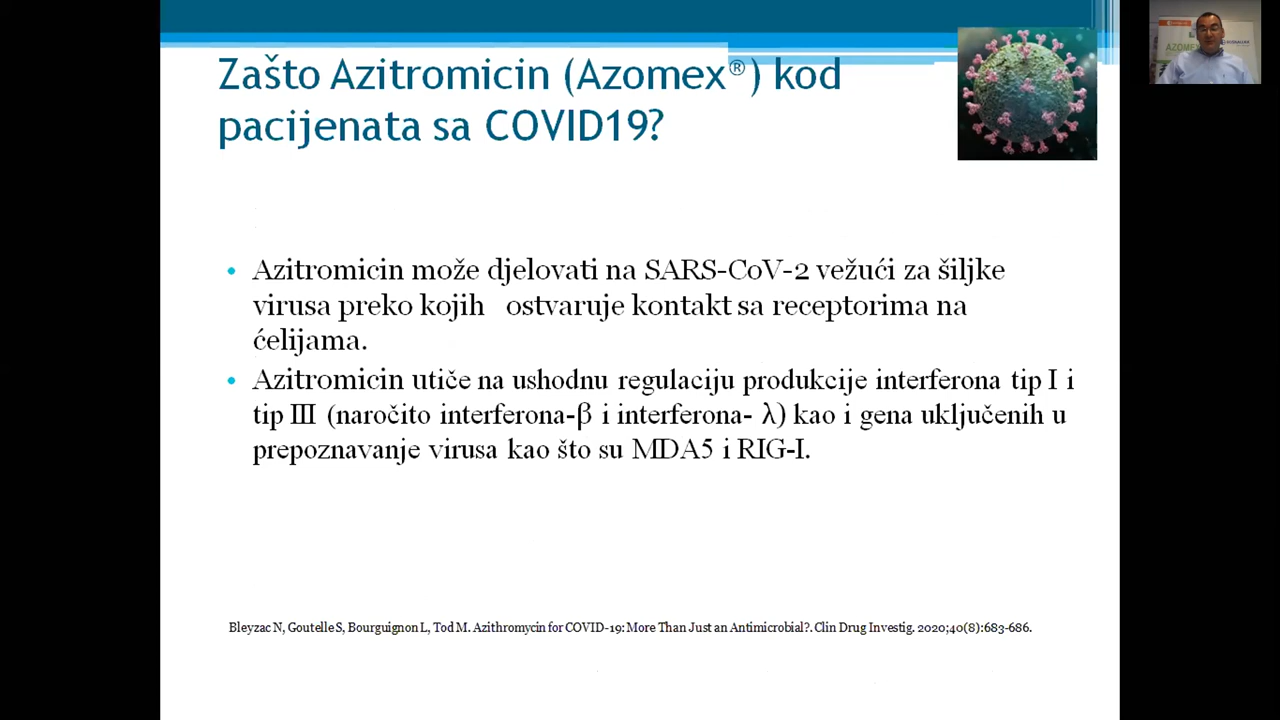 Zašto Azitromicin (Azomex®) kod
pacijenata sa COVID19?
• Azitromicin može djelovati na SARS-CoV-2 vežući za šiljke
virusa preko kojih ostvaruje kontakt sa receptorima na
ćelijama.
• Azitromicin utiče na ushodnu regulaciju produkcije interferona tip I i
tip III (naročito interferona-β i interferona- λ) kao i gena uključenih u
prepoznavanje virusa kao što su MDA5 i RIG-I.
Bleyzac N, Goutelle S, Bourguignon L, Tod M. Azithromycin for COVID-19: More Than Just an Antimicrobial?. Clin Drug Investig. 2020;40(8):683-686.